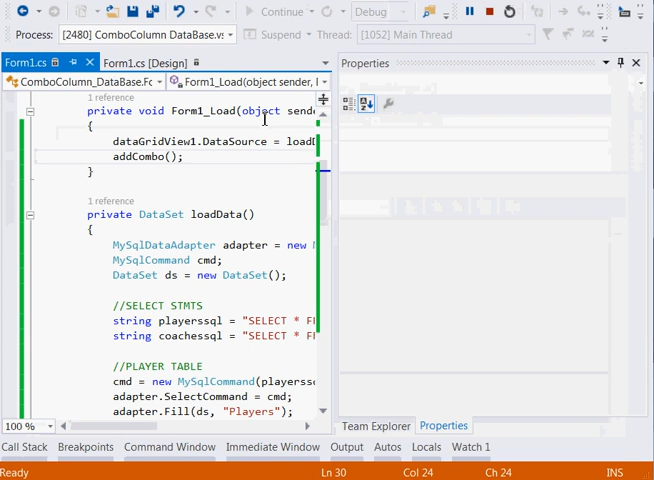 Continue
Debug
Process: [2480] ComboColumn DataBase.vs
Suspend
Thread: [1052] Main Thread
Form1.cs
Form1.cs [Design]
Properties
ComboColumn_DataBase.Fc
Form1_Load(object sender, I
1 reference
private void Form1_Load(object sende
{
dataGridView1.DataSource = loadD
addCombo();
}
1 reference
private DataSet loadData()
{
MySqlDataAdapter adapter = new M
MySqlCommand cmd;
DataSet ds = new DataSet();
//SELECT STMTS
string playerssql = "SELECT * FR
string coachessql = "SELECT * FR
//PLAYER TABLE
cmd = new MySqlCommand(playersso
adapter.SelectCommand = cmd;
adapter.Fill(ds, "Players");
100 %
Team Explorer
Properties
Call Stack
Breakpoints
Command Window
Immediate Window
Output
Autos
Locals
Watch 1
Ready
Ln 30
Col 24
Ch 24
INS